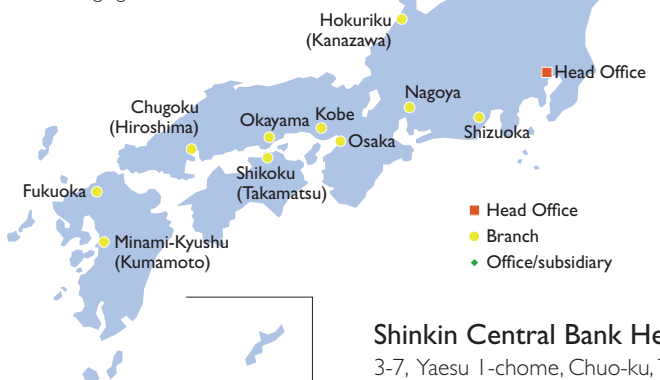 Hokuriku
(Kanazawa)
Head Office
Nagoya
Chugoku
(Hiroshima)
Okayama
Kobe
Osaka
Shizuoka
Shikoku
(Takamatsu)
Fukuoka
Minami-Kyushu
(Kumamoto)
Head Office
Branch
Office/subsidiary
Shinkin Central Bank
3-7, Yaesu 1-chome, Chuo-ku,